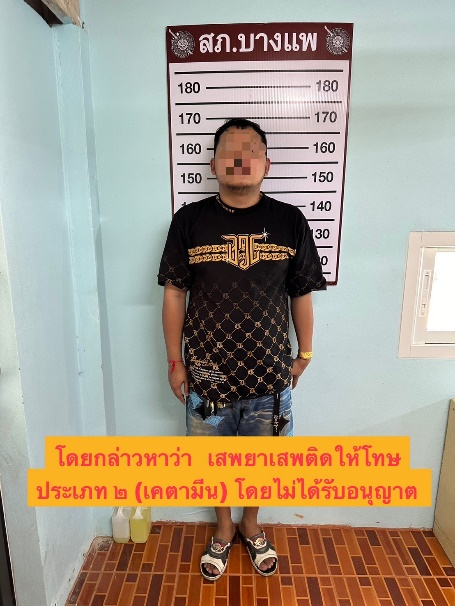 สภ.บางแพ
180 180
170 170
160 160
150 150
140
130
โดยกล่าวหาว่า เสพยาเสพติดให้โทษ
ประเภท ๒ (เคตามีน) โดยไม่ได้รับอนุญาต